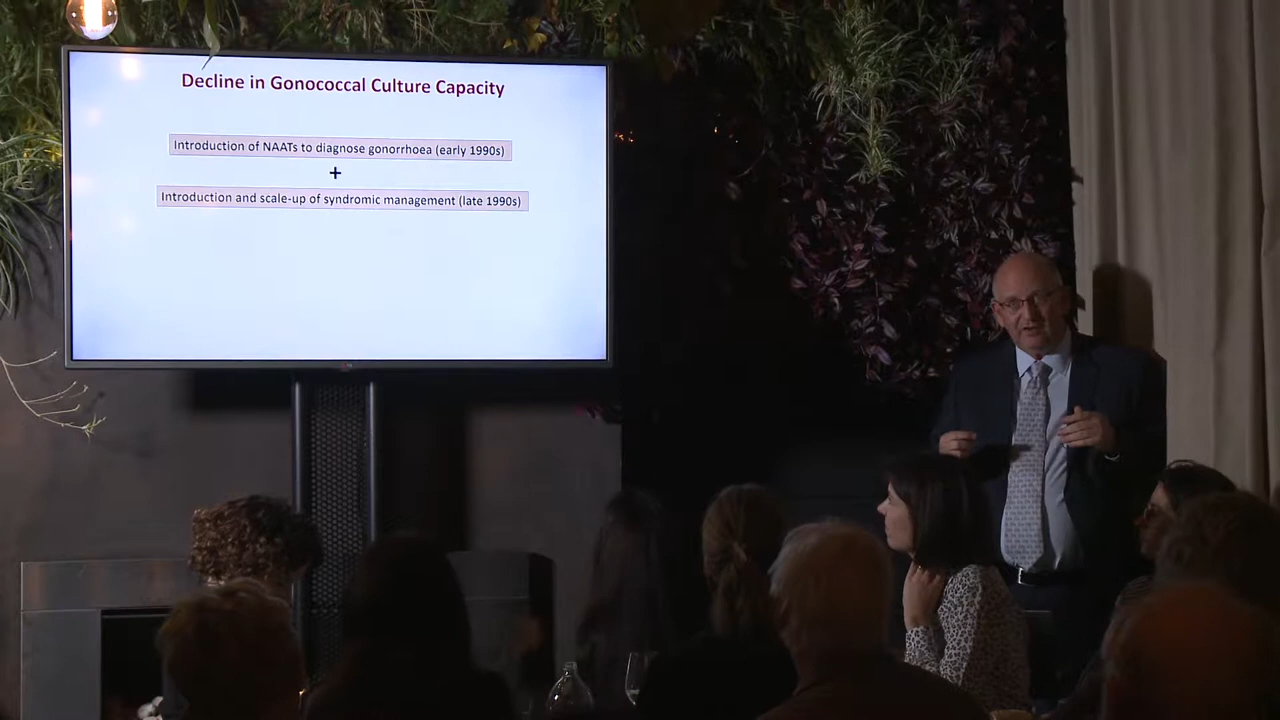 Decline in Gonococcal Culture Capacity
Introduction of NAATs to diagnose gonorrhoea (early 1990s)
+
Introduction and scale-up of syndromic management (late 1990s)